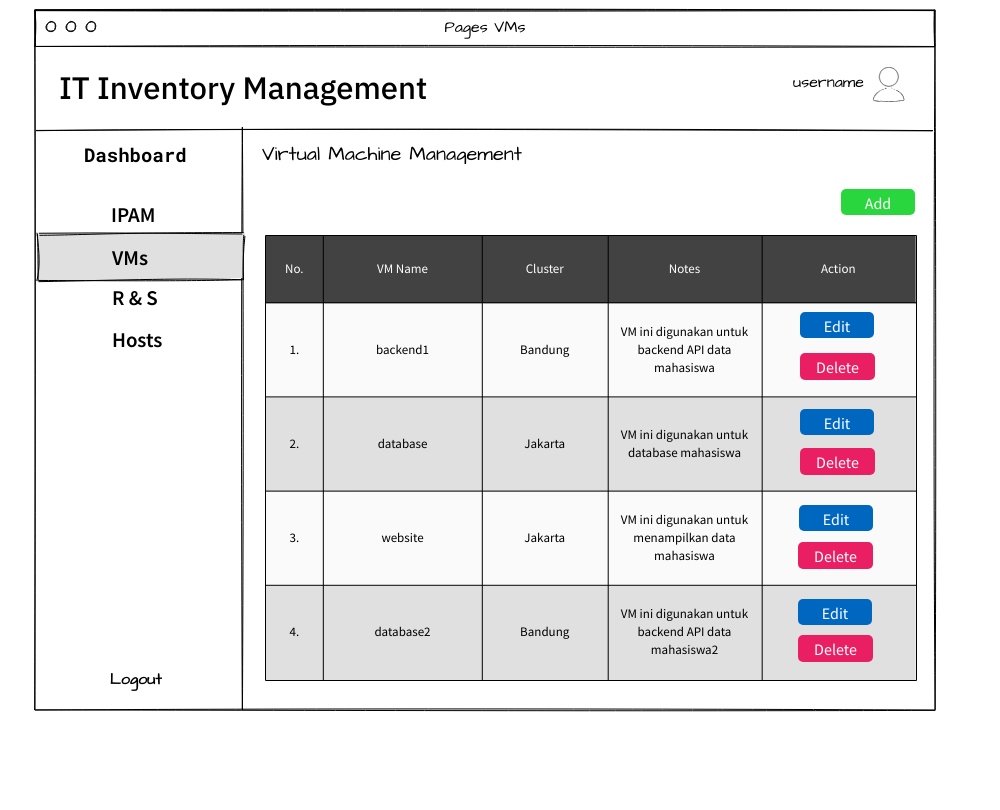 Pages VMs
IT Inventory Management
username
Dashboard
IPAM
VMs
R & S
Hosts
Logout
Virtual Machine Management
Add
No. VM Name Cluster Notes Action
1. backend1 Bandung
VM ini digunakan untuk
backend API data
mahasiswa
Edit
Delete
2. database Jakarta
VM ini digunakan untuk
database mahasiswa
Edit
Delete
3. website Jakarta
VM ini digunakan untuk
menampilkan data
mahasiswa
Edit
Delete
4. database2 Bandung
VM ini digunakan untuk
backend API data
mahasiswa2
Edit
Delete